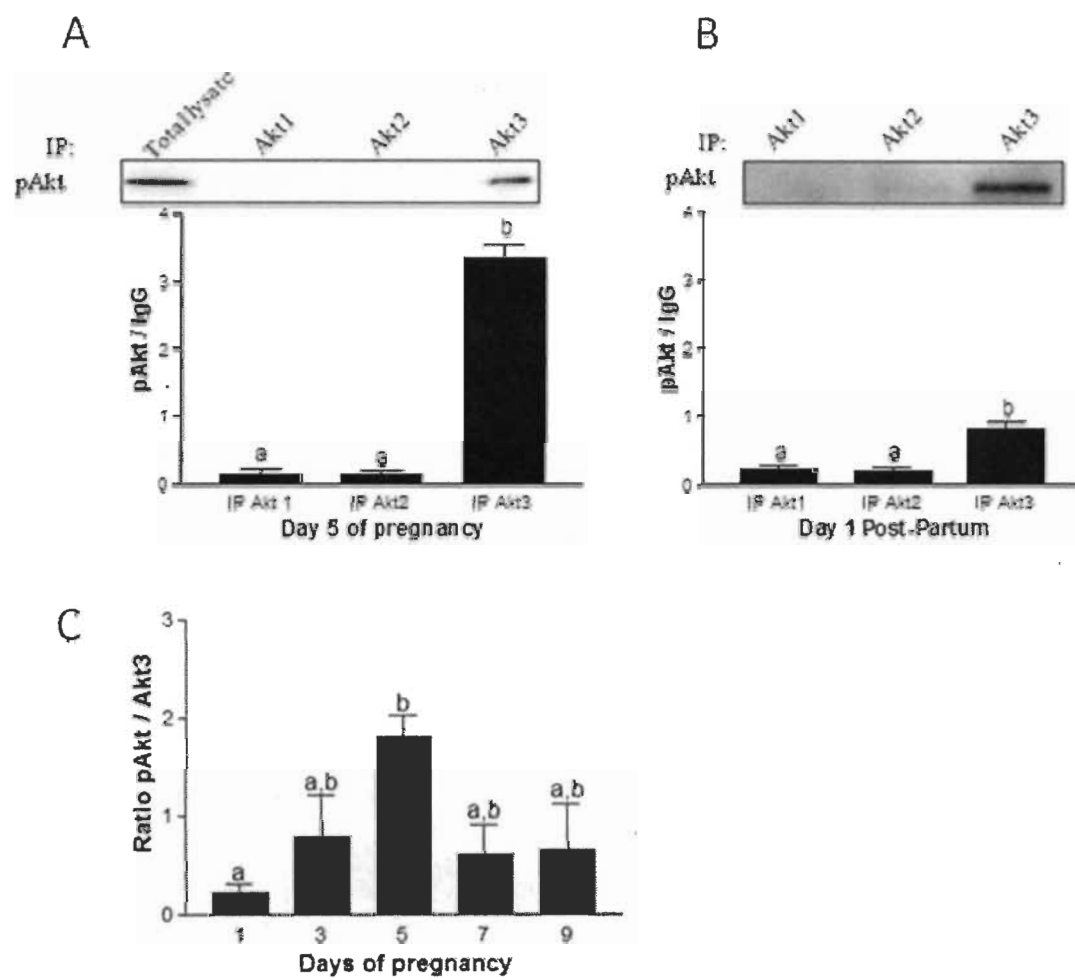 A
IP: Total lysate Akt1 Akt2 Akt3
pAkt
4
3
2
1
0
pAkt / IgG
b
a a
IP Akt 1 IP Akt2 IP Akt3
Day 5 of pregnancy
B
IP: Akt1 Akt2 Akt3
pAkt
4
3
2
1
0
pAkt / IgG
b
a a
IP Akt1 IP Akt2 IP Akt3
Day 1 Post-Partum
C
3
2
1
0
Ratio pAkt / Akt3
a a,b b a,b a,b
1 3 5 7 9
Days of pregnancy